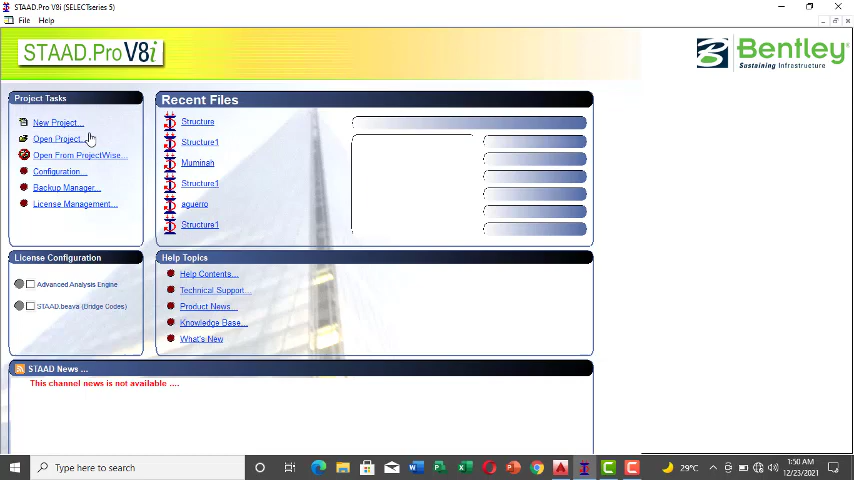 STAAD.Pro V8i (SELECTseries 5)
File Help
STAAD.Pro V8i
Bentley
Sustaining Infrastructure
Project Tasks
New Project...
Open Project...
Open From ProjectWise...
Configuration...
Backup Manager...
License Management...
Recent Files
Structure
Structure1
Muminah
Structure1
aguerro
Structure1
License Configuration
Advanced Analysis Engine
STAAD.beava (Bridge Codes)
Help Topics
Help Contents...
Technical Support...
Product News...
Knowledge Base...
What's New
STAAD News ...
This channel news is not available ....
Type here to search
29°C
1:50 AM
12/23/2021